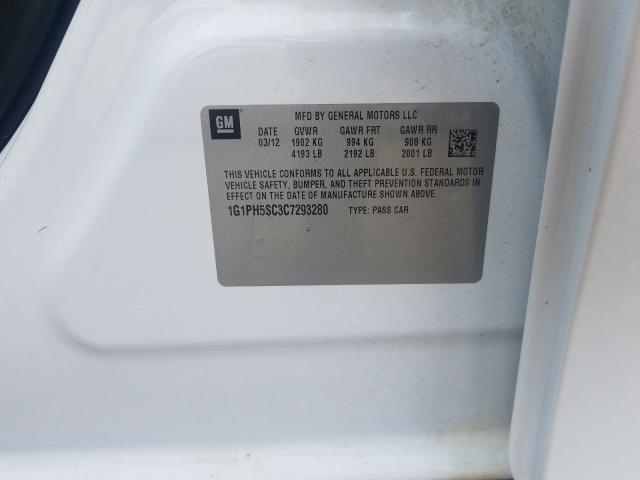 GM
MFD BY GENERAL MOTORS LLC
DATE GVWR GAWR FRT GAWR RR
03/12 1902 KG 994 KG 908 KG
4193 LB 2192 LB 2001 LB
THIS VEHICLE CONFORMS TO ALL APPLICABLE U.S. FEDERAL MOTOR
VEHICLE SAFETY, BUMPER, AND THEFT PREVENTION STANDARDS IN
EFFECT ON THE DATE OF MANUFACTURE SHOWN ABOVE.
1G1PH5SC3C7293280 TYPE: PASS CAR